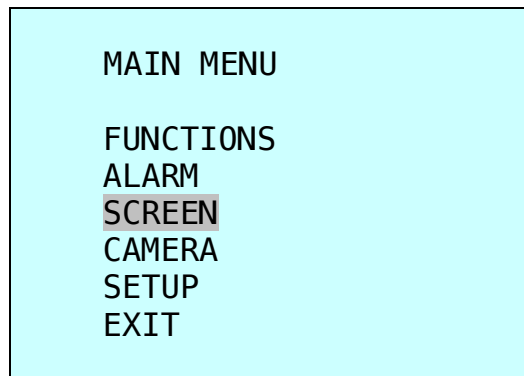 MAIN MENU
FUNCTIONS
ALARM
SCREEN
CAMERA
SETUP
EXIT